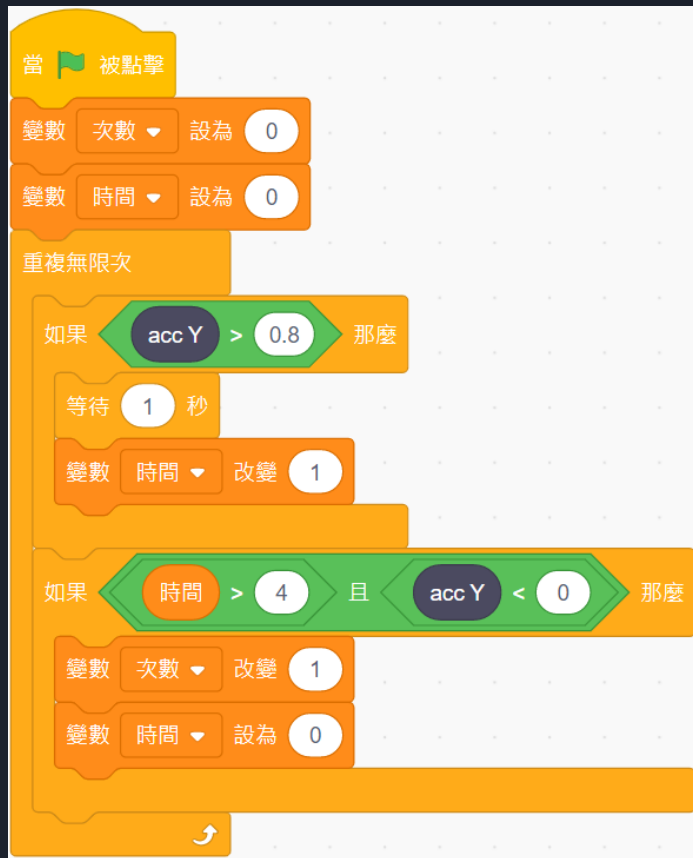 當 被點擊
變數 次數 設為 0
變數 時間 設為 0
重複無限次
如果 acc Y > 0.8 那麼
等待 1 秒
變數 時間 改變 1
如果 時間 > 4 且 acc Y < 0 那麼
變數 次數 改變 1
變數 時間 設為 0